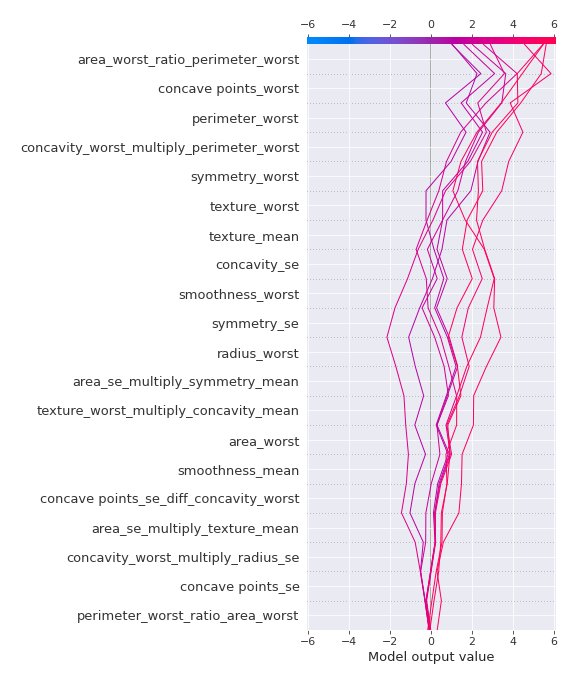 −6 −4 −2 0 2 4 6
area_worst_ratio_perimeter_worst
concave points_worst
perimeter_worst
concavity_worst_multiply_perimeter_worst
symmetry_worst
texture_worst
texture_mean
concavity_se
smoothness_worst
symmetry_se
radius_worst
area_se_multiply_symmetry_mean
texture_worst_multiply_concavity_mean
area_worst
smoothness_mean
concave points_se_diff_concavity_worst
area_se_multiply_texture_mean
concavity_worst_multiply_radius_se
concave points_se
perimeter_worst_ratio_area_worst
−6 −4 −2 0 2 4 6
Model output value